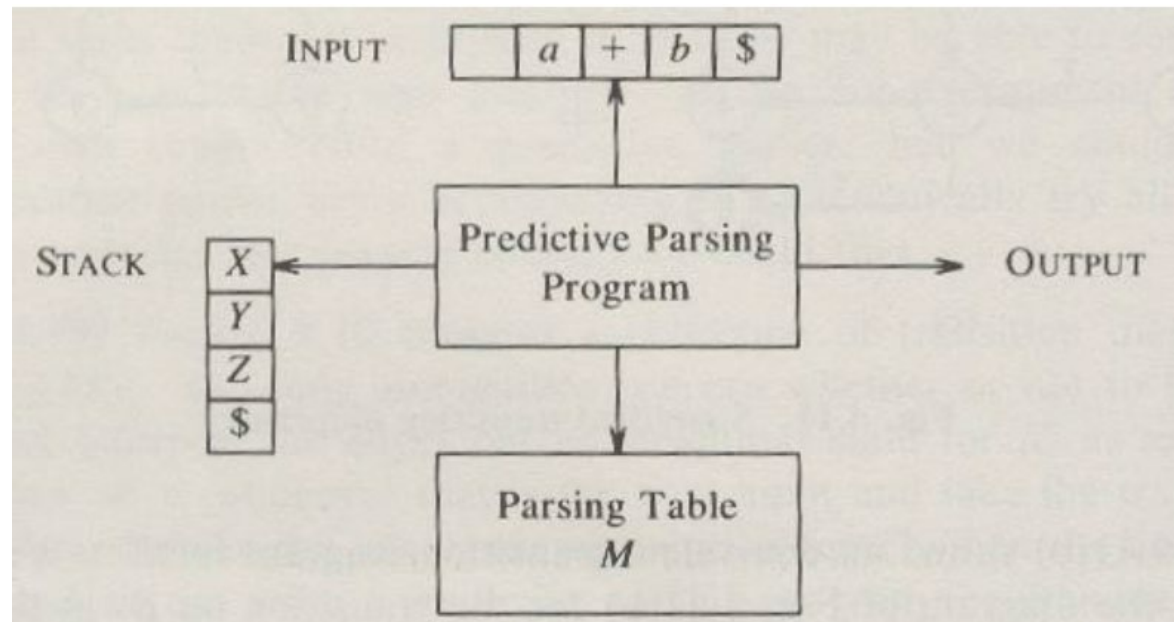 INPUT
a + b $
STACK
X
Y
Z
$
Predictive Parsing
Program
OUTPUT
Parsing Table
M